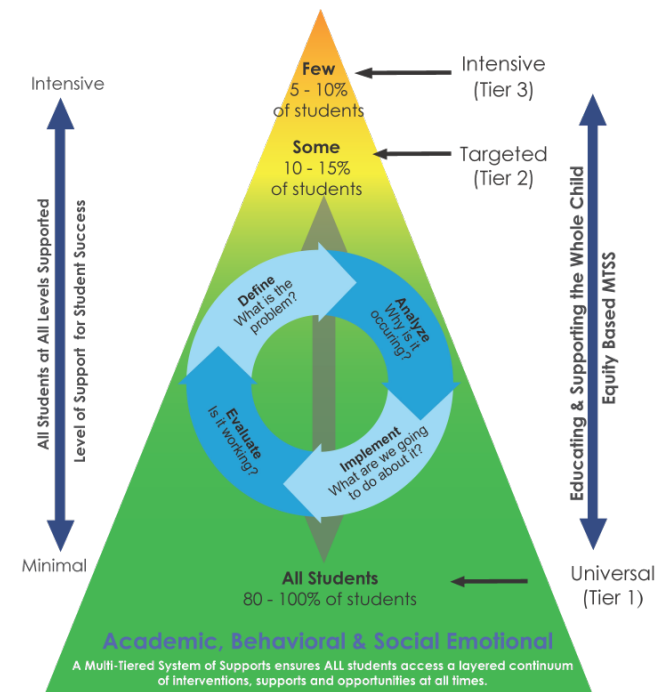 Few
5 - 10%
of students
Intensive
(Tier 3)
Intensive
Some
10 - 15%
of students
Targeted
(Tier 2)
All Students at All Levels Supported
Level of Support for Student Success
Define
What is the
problem?
Analyze
Why is it
occuring?
Implement
What are we going
to do about it?
Evaluate
Is it working?
Educating & Supporting the Whole Child
Equity Based MTSS
Minimal
All Students
80 - 100% of students
Universal
(Tier 1)
Academic, Behavioral & Social Emotional
A Multi-Tiered System of Supports ensures ALL students access a layered continuum
of interventions, supports and opportunities at all times.